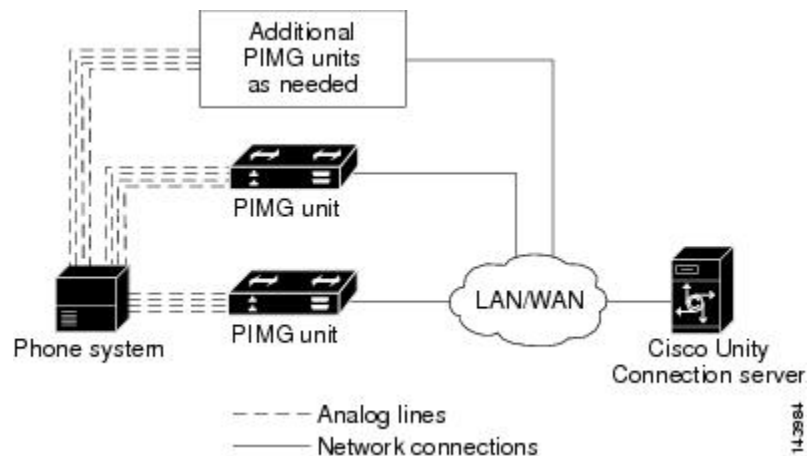 Additional
PIMG units
as needed
PIMG unit
PIMG unit
LAN/WAN
Phone system
Cisco Unity
Connection server
Analog lines
Network connections
143984